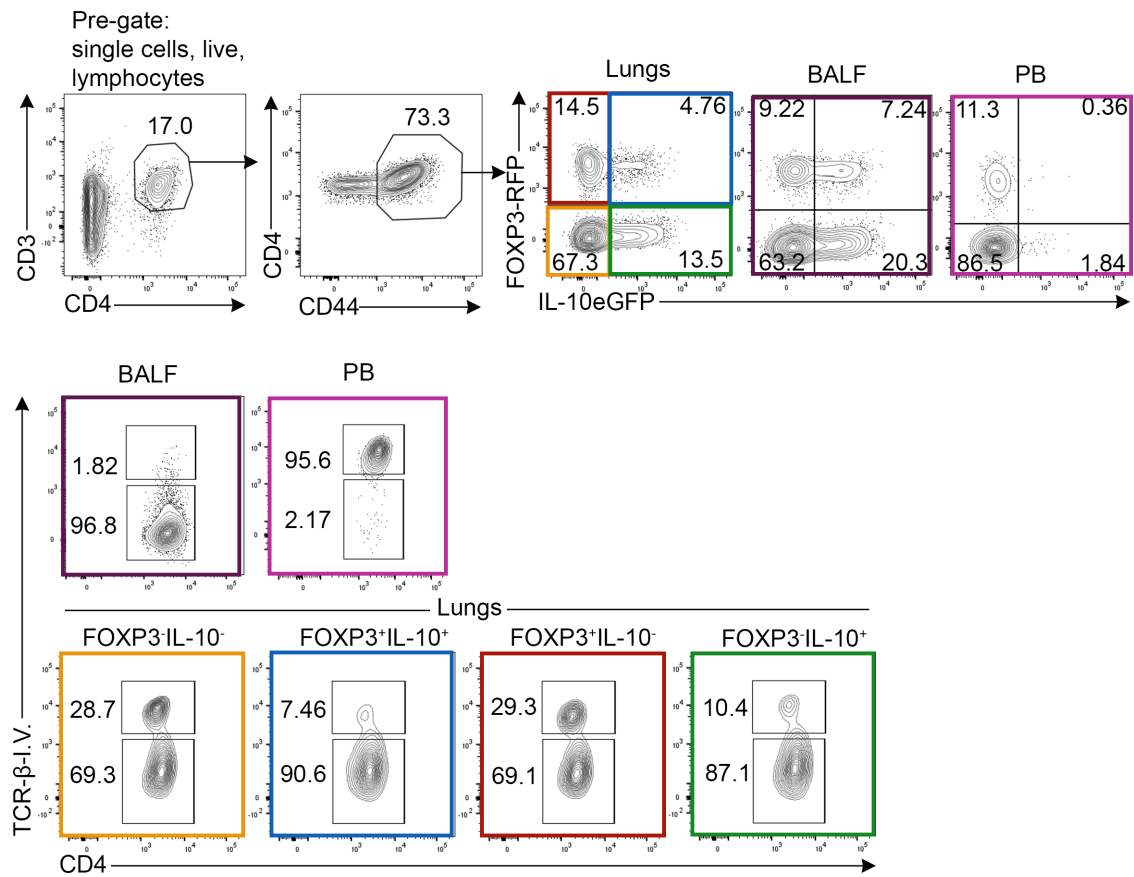 Pre-gate:
single cells, live,
lymphocytes
17.0
CD3
CD4
73.3
CD4
CD44
Lungs
BALF
PB
14.5
4.76
67.3
13.5
9.22
7.24
63.2
20.3
11.3
0.36
86.5
1.84
FOXP3-RFP
IL-10eGFP
BALF
PB
1.82
96.8
95.6
2.17
Lungs
FOXP3⁻IL-10⁻
FOXP3⁺IL-10⁺
FOXP3⁺IL-10⁻
FOXP3⁻IL-10⁺
28.7
69.3
7.46
90.6
29.3
69.1
10.4
87.1
TCR-β-I.V.
CD4